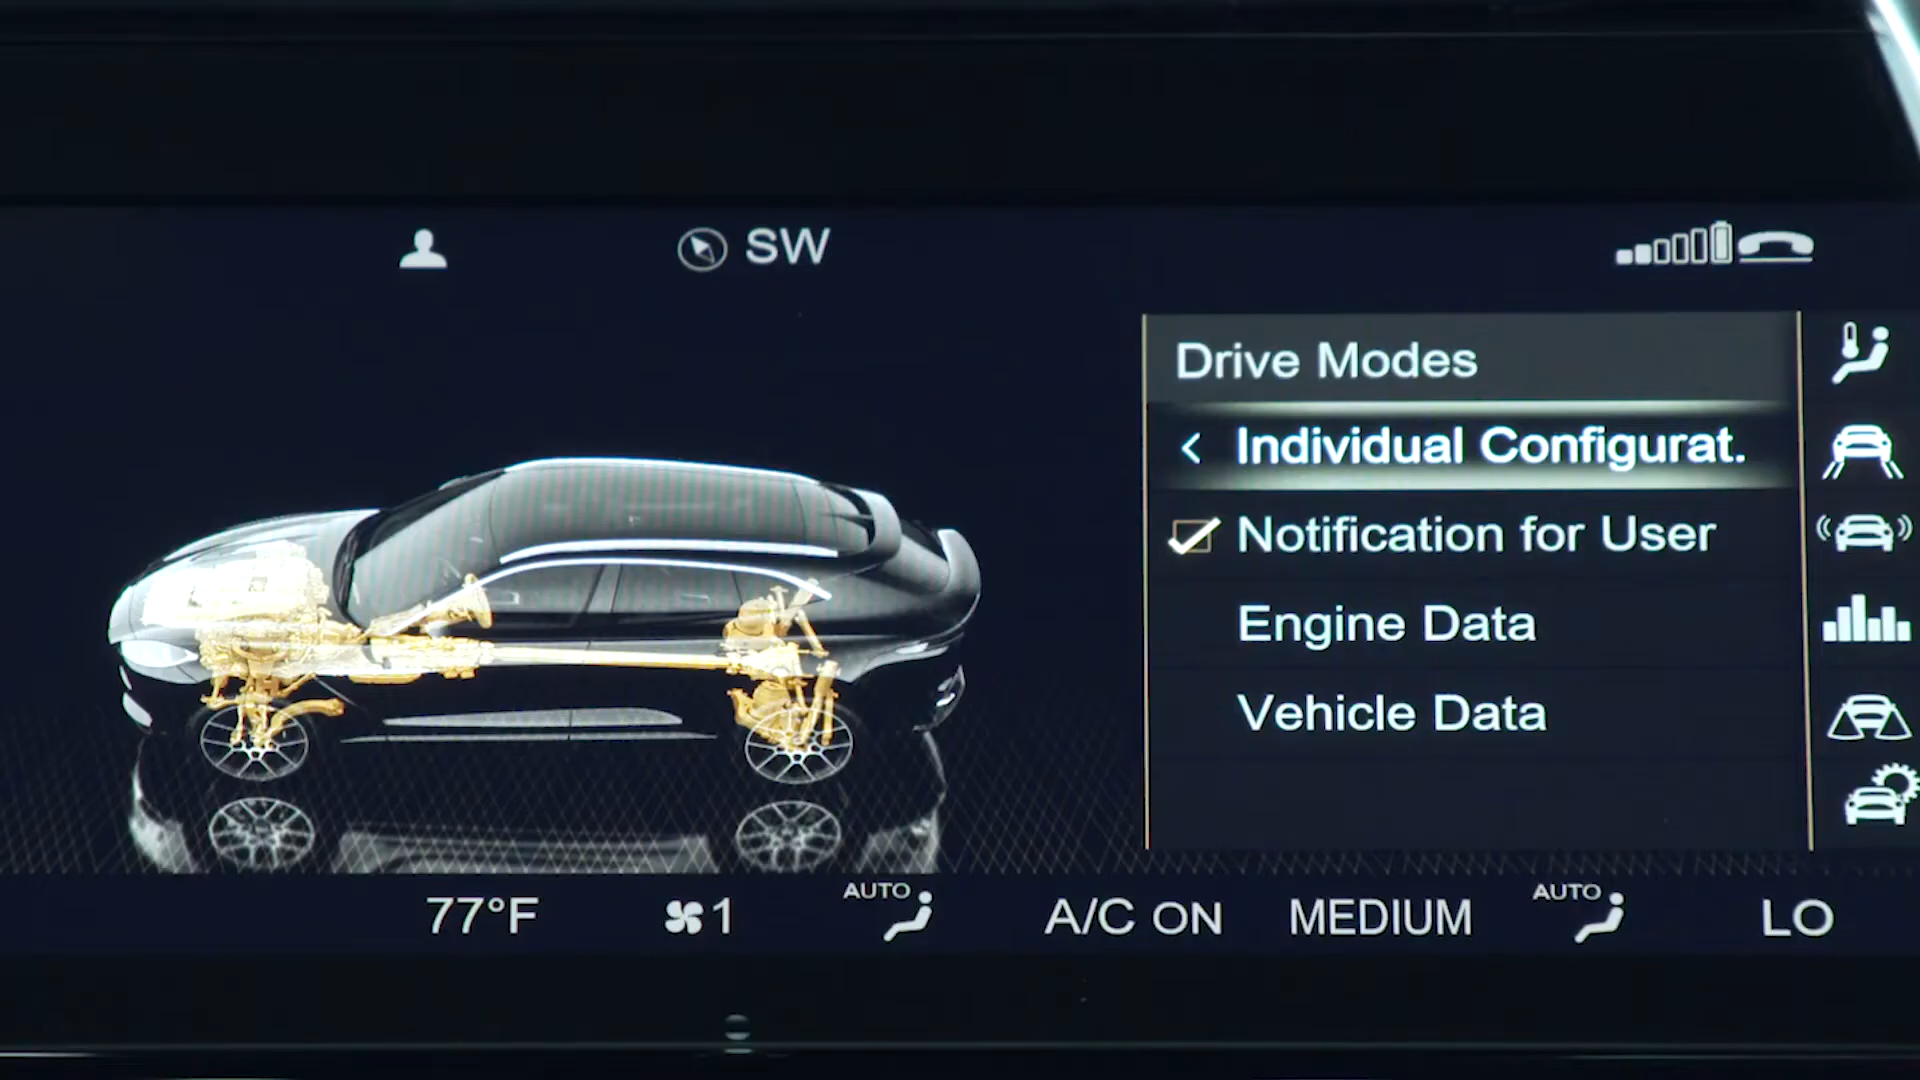 SW
Drive Modes
< Individual Configurat.
Notification for User
Engine Data
Vehicle Data
77°F 1 AUTO A/C ON MEDIUM AUTO LO